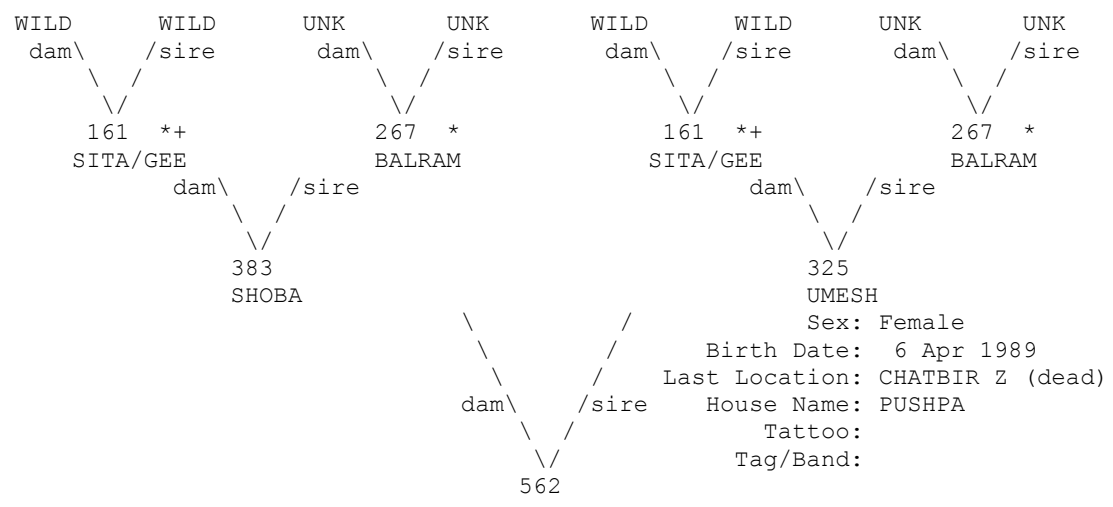 WILD WILD UNK UNK WILD WILD UNK UNK
dam\ /sire dam\ /sire dam\ /sire dam\ /sire
\ / \ / \ / \ /
\/ \/ \/ \/
161 *+ 267 * 161 *+ 267 *
SITA/GEE BALRAM SITA/GEE BALRAM
dam\ /sire dam\ /sire
\ / \ /
\/ \/
383 325
SHOBA UMESH
\ / Sex: Female
\ / Birth Date: 6 Apr 1989
\ / Last Location: CHATBIR Z (dead)
dam\ /sire House Name: PUSHPA
\ / Tattoo:
\/ Tag/Band:
562